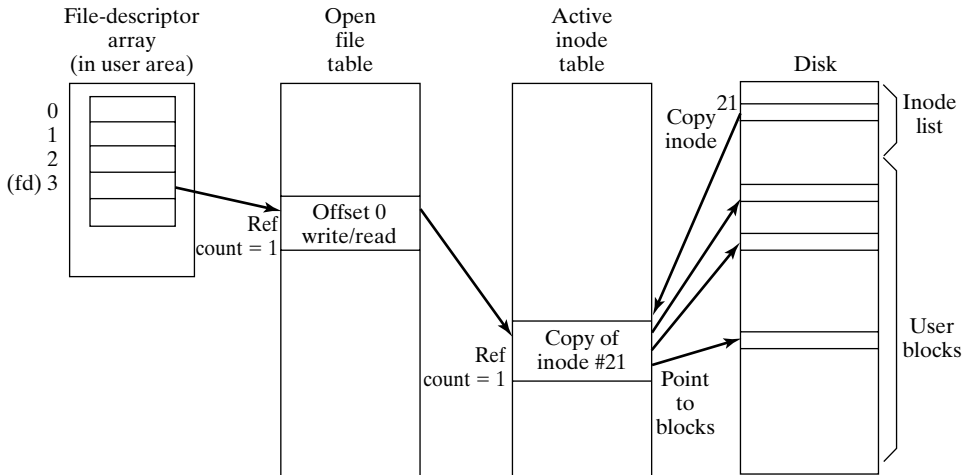 File-descriptor
array
(in user area)
Open
file
table
Active
inode
table
Disk
0
1
2
(fd) 3
Ref
count = 1
Offset 0
write/read
Ref
count = 1
Copy of
inode #21
Copy
inode
21
Point
to
blocks
Inode
list
User
blocks